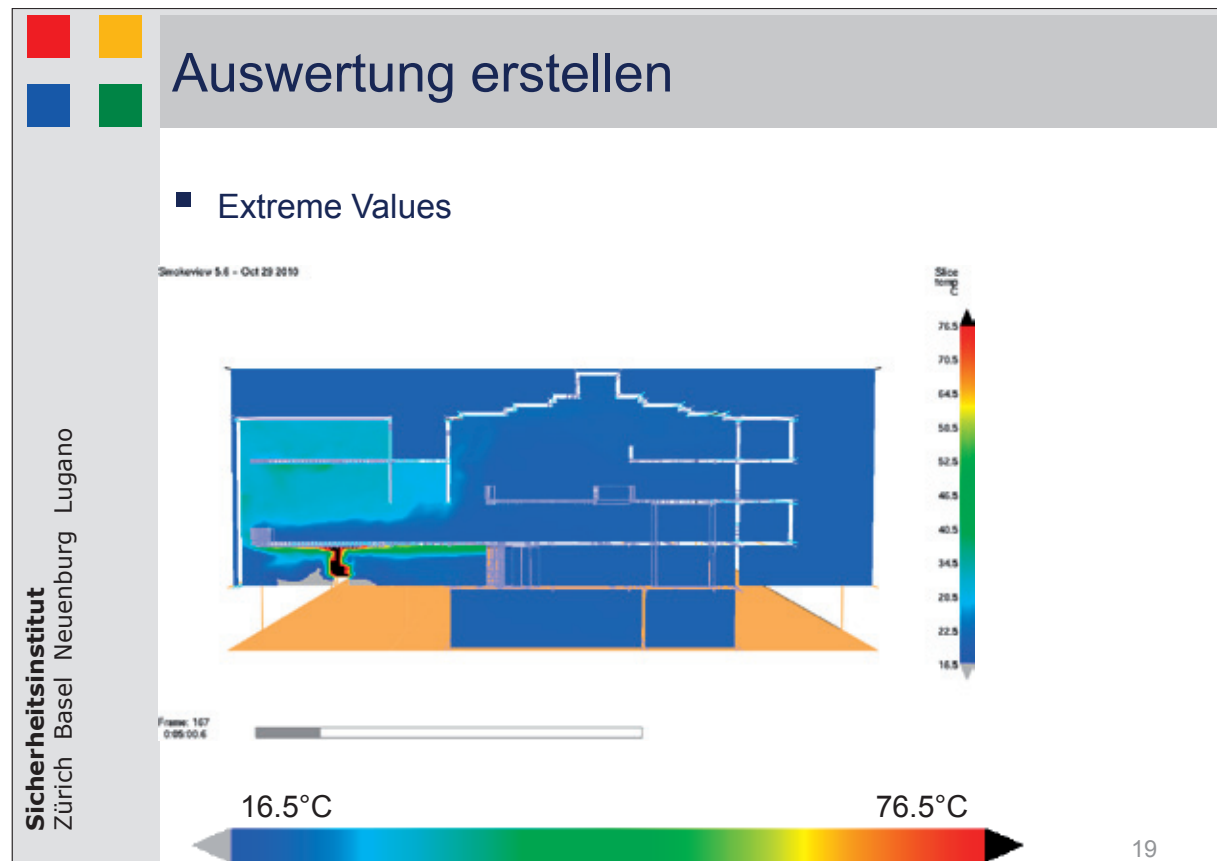 Auswertung erstellen
Extreme Values
Smokeview 5.6 - Oct 29 2010
Slice
temp
C
76.5
70.5
64.5
58.5
52.5
46.5
40.5
34.5
28.5
22.5
16.5
Frame: 167
0:05:00.6
16.5°C
76.5°C
Sicherheitsinstitut
Zürich Basel Neuenburg Lugano
19